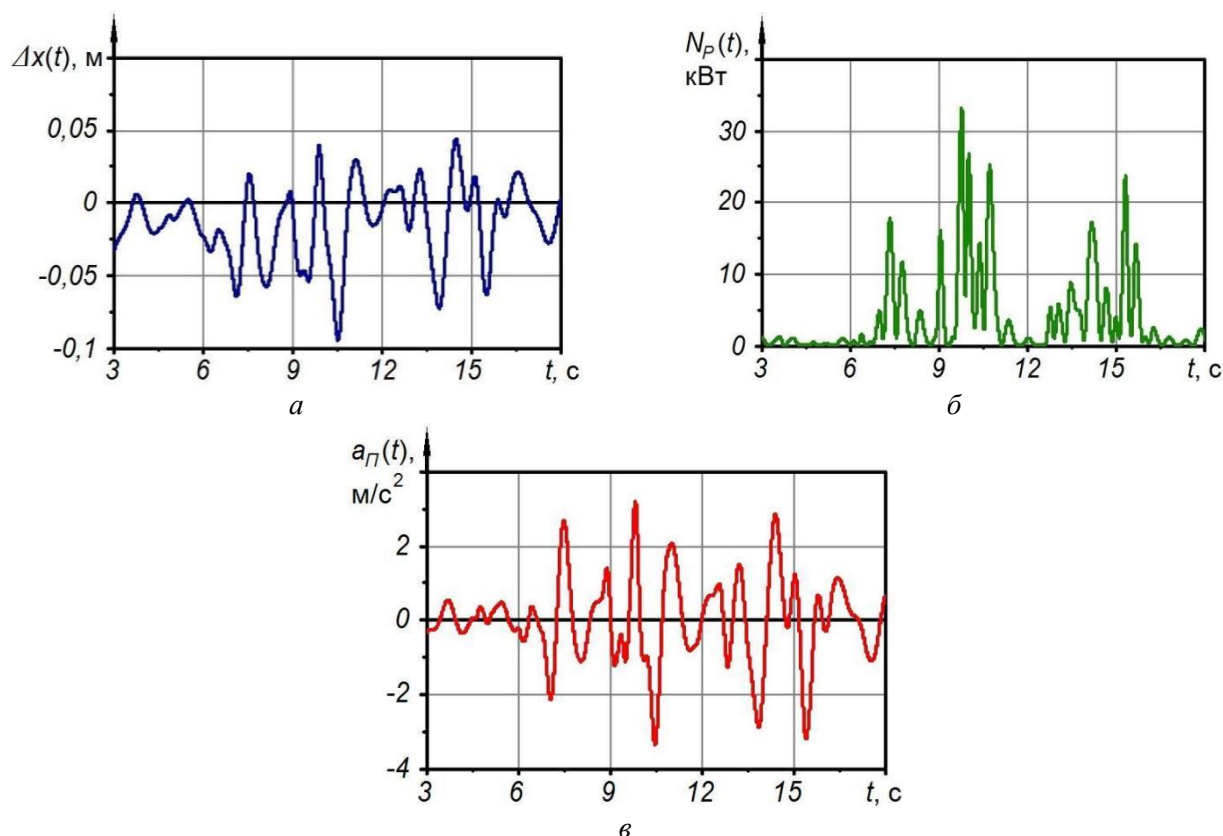 Δx(t), м
0,05
0
-0,05
-0,1
3 6 9 12 15 t, с
а
N_P(t),
кВт
30
20
10
0
3 6 9 12 15 t, с
б
a_П(t),
м/с²
2
0
-2
-4
3 6 9 12 15 t, с
в